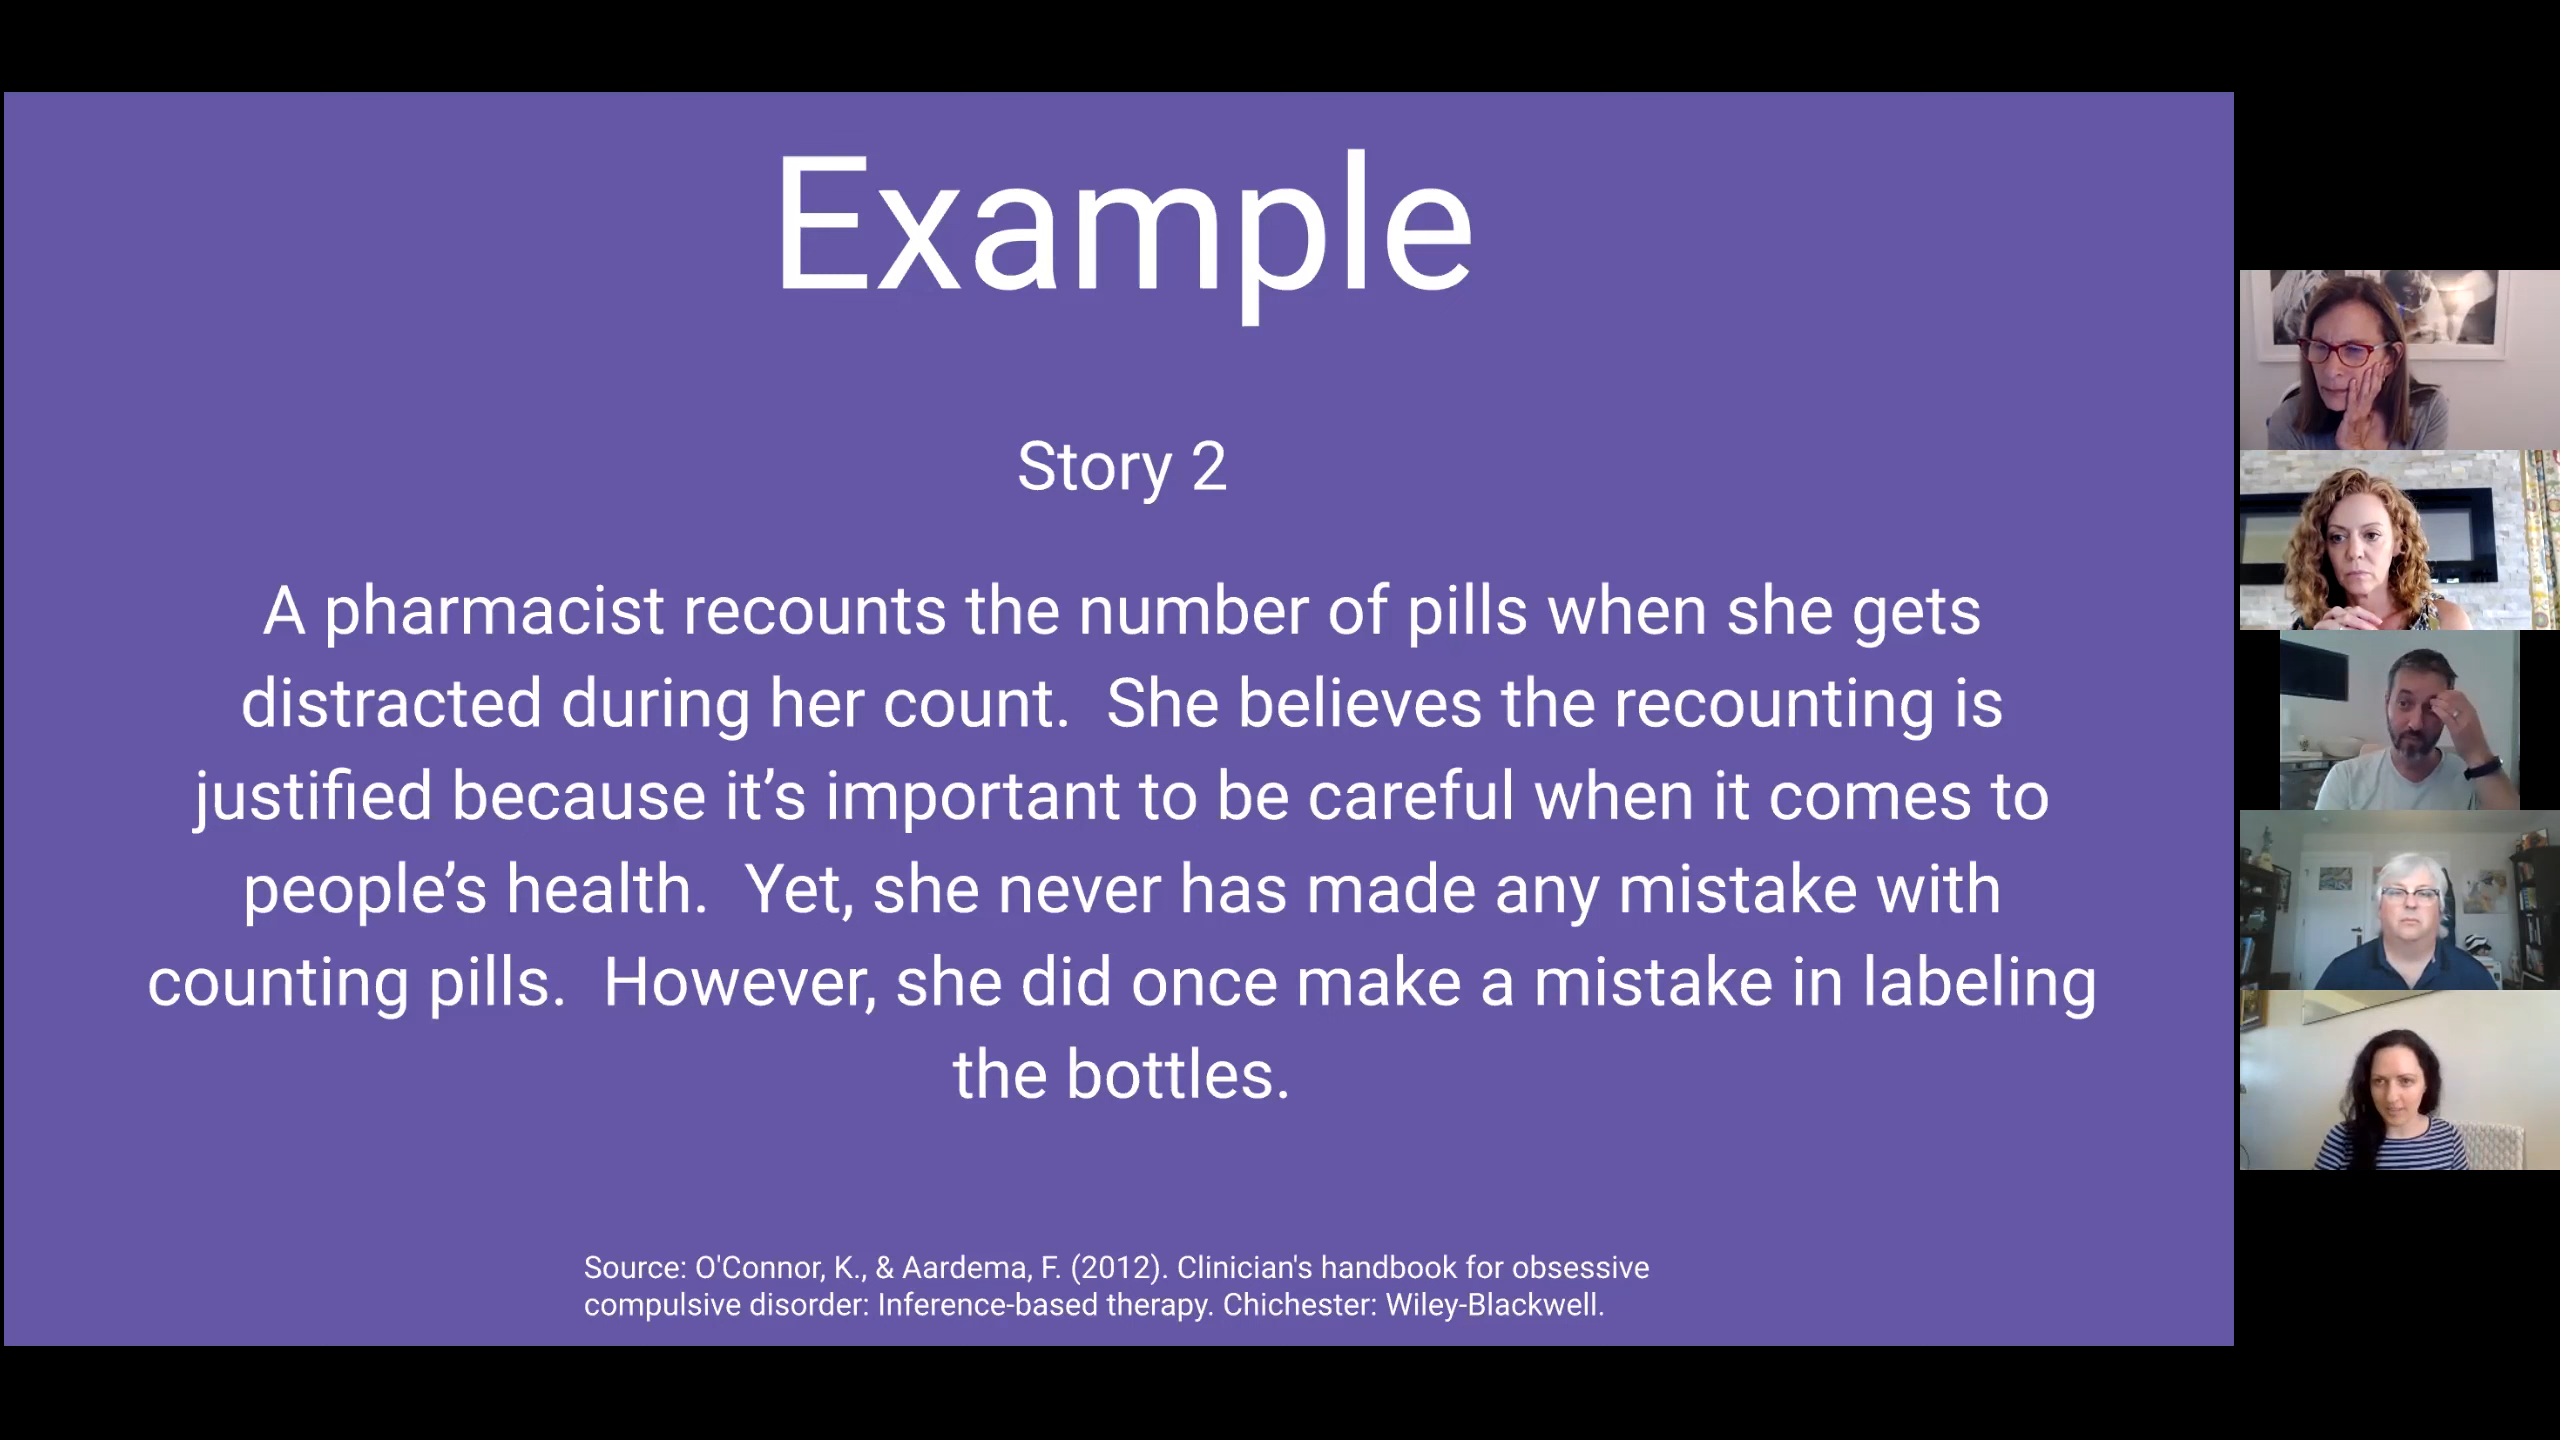 Example
Story 2
A pharmacist recounts the number of pills when she gets
distracted during her count.  She believes the recounting is
justified because it’s important to be careful when it comes to
people’s health.  Yet, she never has made any mistake with
counting pills.  However, she did once make a mistake in labeling
the bottles.
Source: O'Connor, K., & Aardema, F. (2012). Clinician's handbook for obsessive
compulsive disorder: Inference-based therapy. Chichester: Wiley-Blackwell.